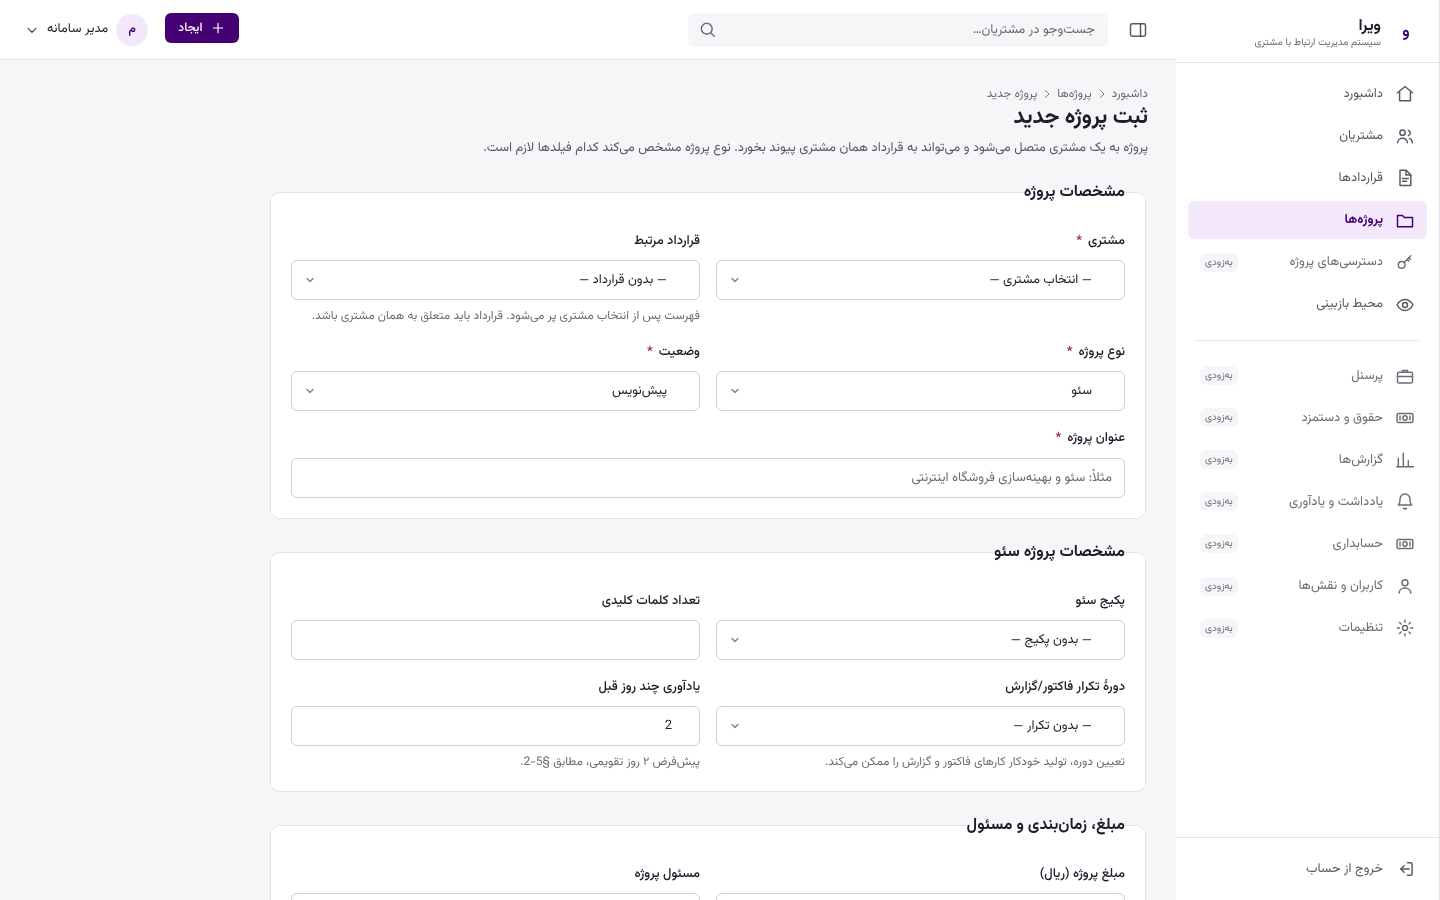 و
ویرا
سیستم مدیریت ارتباط با مشتری
داشبورد
مشتریان
قراردادها
پروژه‌ها
دسترسی‌های پروژه
به‌زودی
محیط بازبینی
پرسنل
به‌زودی
حقوق و دستمزد
به‌زودی
گزارش‌ها
به‌زودی
یادداشت و یادآوری
به‌زودی
حسابداری
به‌زودی
کاربران و نقش‌ها
به‌زودی
تنظیمات
به‌زودی
خروج از حساب
جست‌وجو در مشتریان...
ایجاد
م
مدیر سامانه
داشبورد
پروژه‌ها
پروژه جدید
ثبت پروژه جدید
پروژه به یک مشتری متصل می‌شود و می‌تواند به قرارداد همان مشتری پیوند بخورد. نوع پروژه مشخص می‌کند کدام فیلدها لازم است.
مشخصات پروژه
مشتری *
قرارداد مرتبط
— انتخاب مشتری —
— بدون قرارداد —
فهرست پس از انتخاب مشتری پر می‌شود. قرارداد باید متعلق به همان مشتری باشد.
نوع پروژه *
وضعیت *
سئو
پیش‌نویس
عنوان پروژه *
مثلاً: سئو و بهینه‌سازی فروشگاه اینترنتی
مشخصات پروژه سئو
پکیج سئو
تعداد کلمات کلیدی
— بدون پکیج —
دورهٔ تکرار فاکتور/گزارش
یادآوری چند روز قبل
— بدون تکرار —
2
تعیین دوره، تولید خودکار کارهای فاکتور و گزارش را ممکن می‌کند.
پیش‌فرض ۲ روز تقویمی، مطابق §5-2.
مبلغ، زمان‌بندی و مسئول
مبلغ پروژه (ریال)
مسئول پروژه